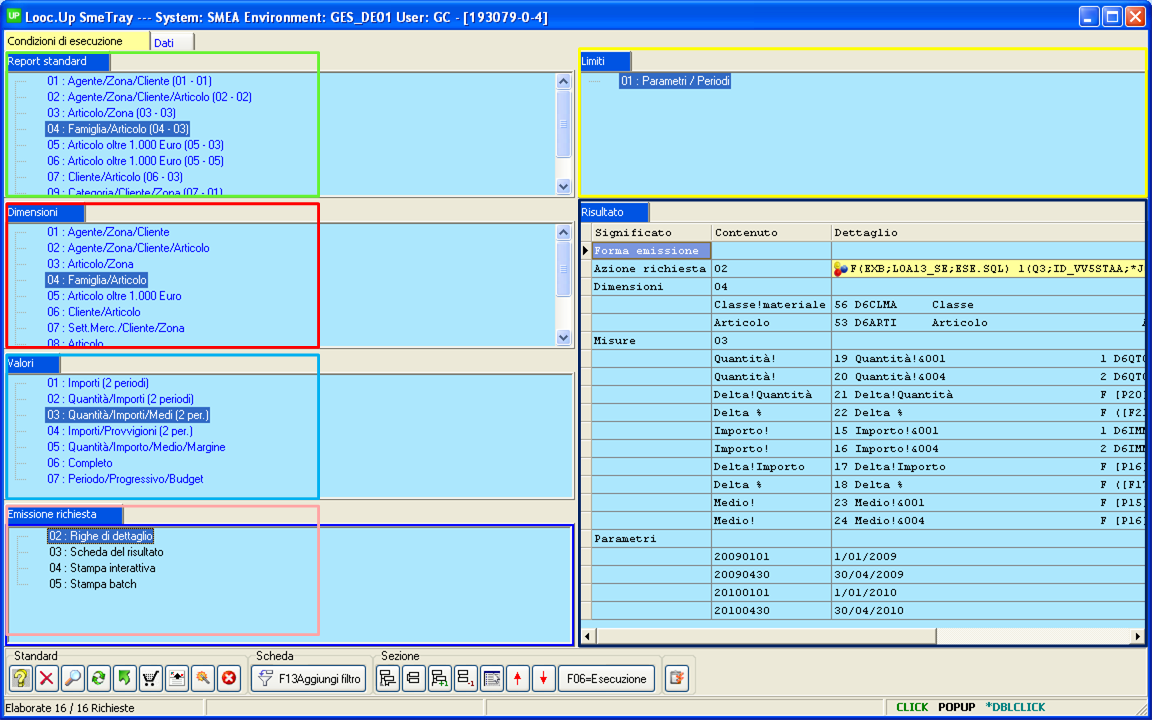 UP Looc.Up SmeTray --- System: SMEA Environment: GES_DE01 User: GC - [193079-0-4]
Condizioni di esecuzione Dati
Report standard
01 : Agente/Zona/Cliente (01 - 01)
02 : Agente/Zona/Cliente/Articolo (02 - 02)
03 : Articolo/Zona (03 - 03)
04 : Famiglia/Articolo (04 - 03)
05 : Articolo oltre 1.000 Euro (05 - 03)
06 : Articolo oltre 1.000 Euro (05 - 05)
07 : Cliente/Articolo (06 - 03)
09 : Categoria/Cliente/Zona (07 - 01)
Dimensioni
01 : Agente/Zona/Cliente
02 : Agente/Zona/Cliente/Articolo
03 : Articolo/Zona
04 : Famiglia/Articolo
05 : Articolo oltre 1.000 Euro
06 : Cliente/Articolo
07 : Sett.Merc./Cliente/Zona
08 : Articolo
Valori
01 : Importi (2 periodi)
02 : Quantità/Importi (2 periodi)
03 : Quantità/Importi/Medi (2 per.)
04 : Importi/Provvigioni (2 per.)
05 : Quantità/Importo/Medio/Margine
06 : Completo
07 : Periodo/Progressivo/Budget
Emissione richiesta
02 : Righe di dettaglio
03 : Scheda del risultato
04 : Stampa interattiva
05 : Stampa batch
Limiti
01 : Parametri / Periodi
Risultato
Significato Contenuto Dettaglio
Forma emissione
Azione richiesta 02 F(EXB;LOA13_SE;ESE.SQL) 1(Q3;ID_VV5STAA;*J
Dimensioni 04
Classe!materiale 56 D6CLMA Classe
Articolo 53 D6ARTI Articolo
Misure 03
Quantità! 19 Quantità!&001 1 D6QT
Quantità! 20 Quantità!&004 2 D6QT
Delta!Quantità 21 Delta!Quantità F [P20]
Delta % 22 Delta % F ([F2
Importo! 15 Importo!&001 1 D6IM
Importo! 16 Importo!&004 2 D6IM
Delta!Importo 17 Delta!Importo F [P16]
Delta % 18 Delta % F ([F1
Medio! 23 Medio!&001 F [P15]
Medio! 24 Medio!&004 F [P16]
Parametri
20090101 1/01/2009
20090430 30/04/2009
20100101 1/01/2010
20100430 30/04/2010
Standard Scheda Sezione
F13Aggiungi filtro F06=Esecuzione
Elaborate 16 / 16 Richieste CLICK POPUP *DBLCLICK